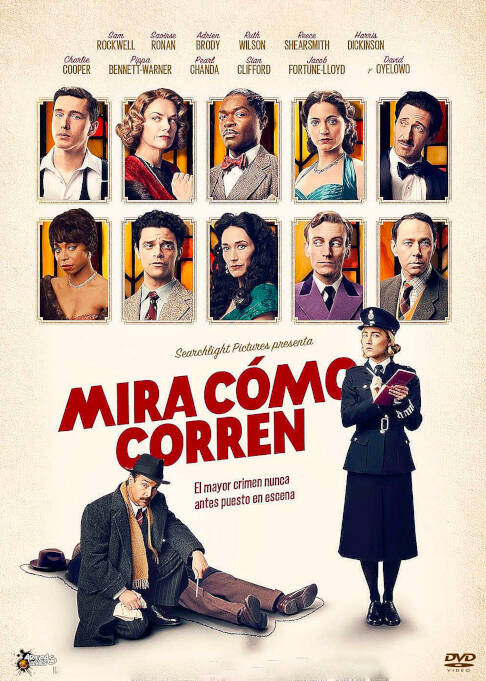 Sam ROCKWELL Saoirse RONAN Adrien BRODY Ruth WILSON Reece SHEARSMITH Harris DICKINSON
Charlie COOPER Pippa BENNETT-WARNER Pearl CHANDA Sian CLIFFORD Jacob FORTUNE-LLOYD y David OYELOWO
Searchlight Pictures presenta
MIRA CÓMO
CORREN
El mayor crimen nunca
antes puesto en escena
DVD
VIDEO